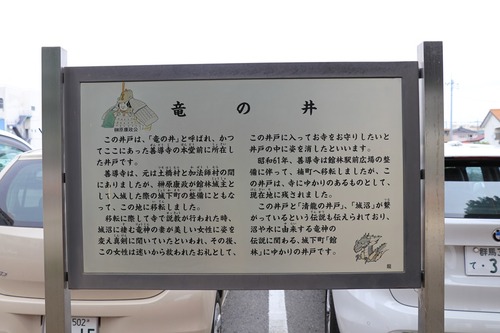 竜の井
榊原康政公
この井戸は、「竜の井」と呼ばれ、かつ
てここにあった善導寺の本堂前に所在し
た井戸です。
善導寺は、元は土橋村と加法師村の間
にありましたが、榊原康政が館林城主と
して入城した際の城下町の整備にともな
って、この地に移転しました。
移転に際して寺で説教が行われた時、
城沼に棲む竜神の妻が美しい女性に姿を
変え真剣に聞いていたといわれ、その後、
この女性は迷いから救われたお礼として、
この井戸に入ってお寺をお守りしたいと
井戸の中に姿を消したといいます。
昭和61年、善導寺は館林駅前広場の整
備に伴って、楠町へ移転しましたが、こ
の井戸は、寺にゆかりのあるものとして、
現在地に残されました。
この井戸と「清龍の井戸」、「城沼」が繋
がっているという伝説も伝えられており、
沼や水に由来する竜神の
伝説に関わる、城下町「館
林」にゆかりの井戸です。
502
群馬
て